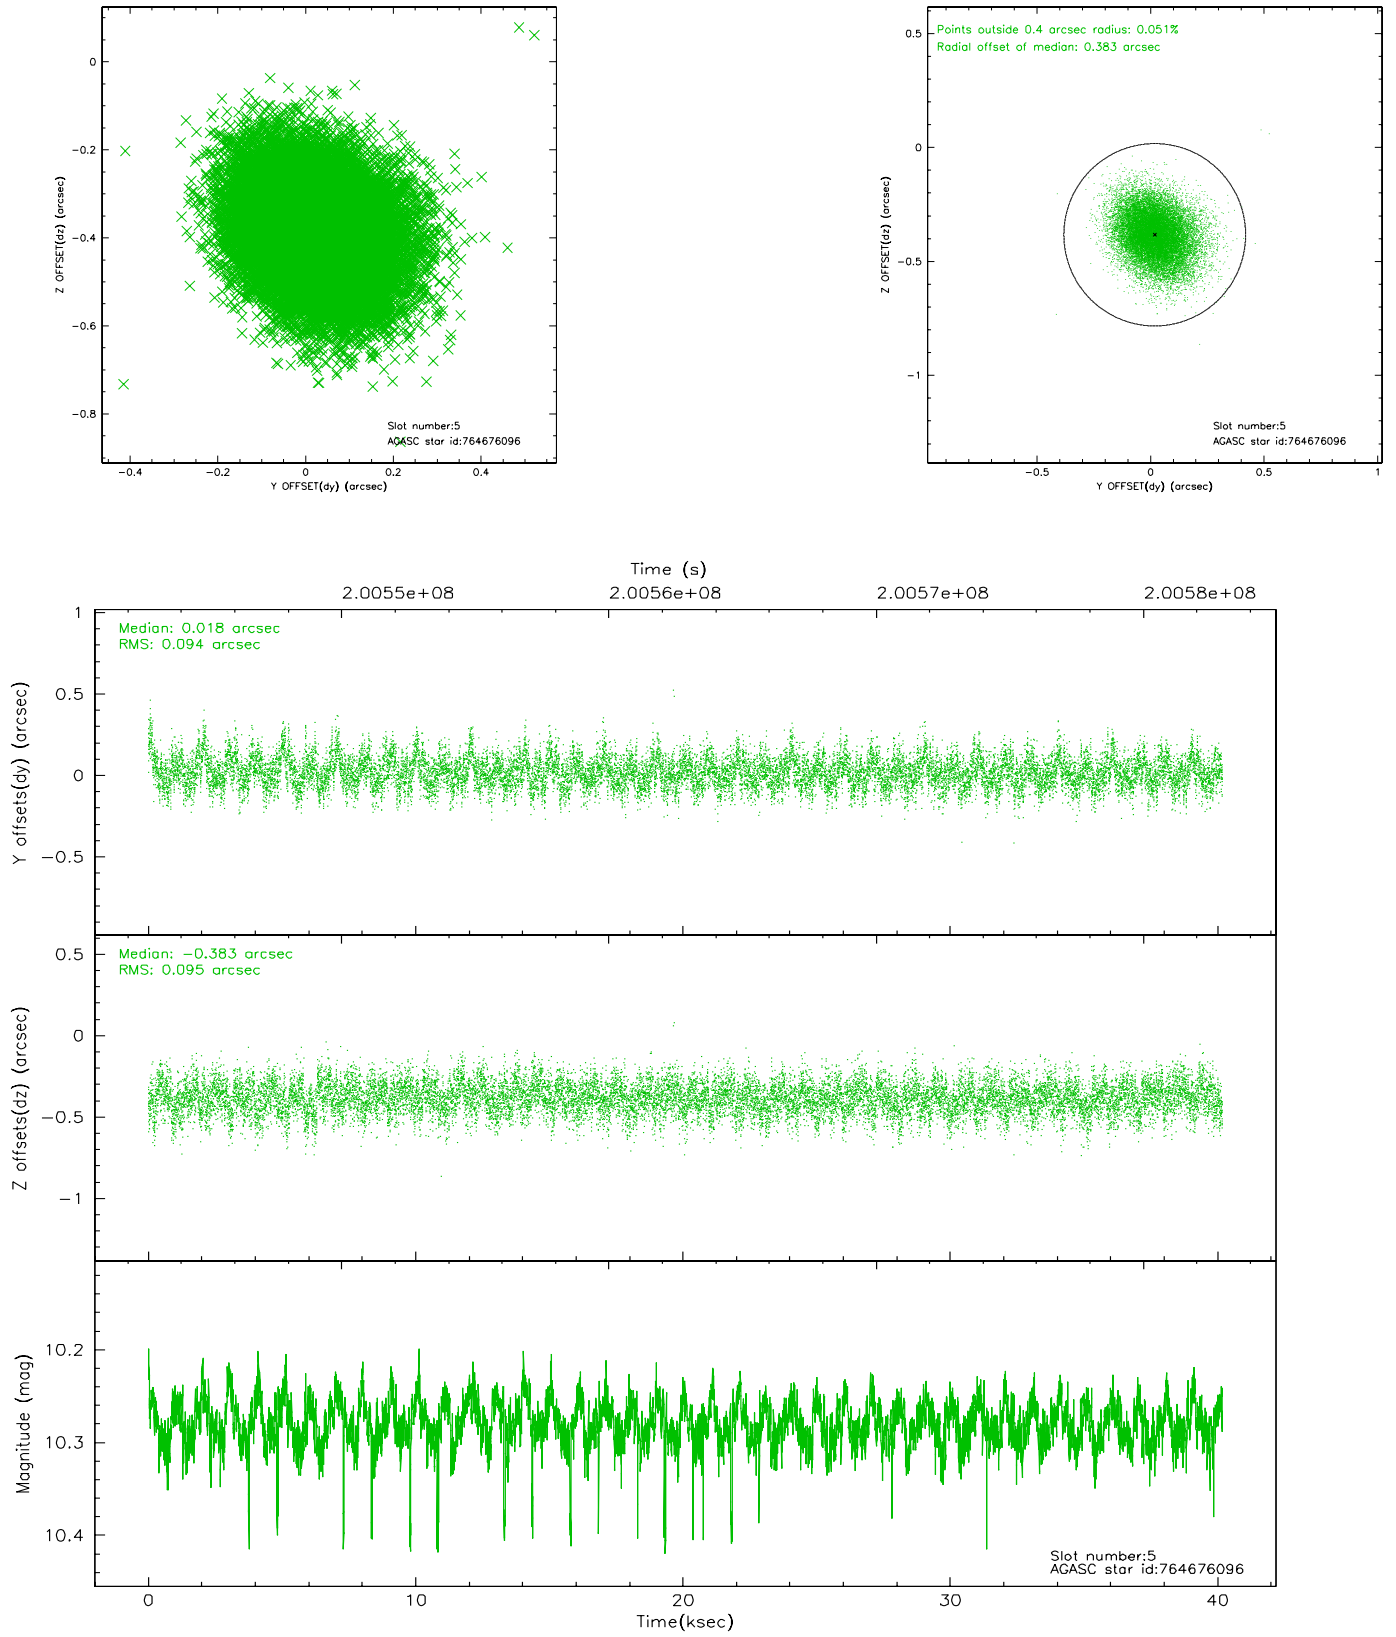 0
−0.2
−0.4
−0.6
−0.8
Z OFFSET(dz) (arcsec)
Slot number:5
AGASC star id:764676096
−0.4
−0.2
0
0.2
0.4
Y OFFSET(dy) (arcsec)
Points outside 0.4 arcsec radius: 0.051%
Radial offset of median: 0.383 arcsec
0.5
0
−0.5
−1
Z OFFSET(dz) (arcsec)
Slot number:5
AGASC star id:764676096
−0.5
0
0.5
1
Y OFFSET(dy) (arcsec)
Time (s)
2.0055e+08
2.0056e+08
2.0057e+08
2.0058e+08
Median: 0.018 arcsec
RMS: 0.094 arcsec
1
0.5
0
−0.5
Y offsets(dy) (arcsec)
Median: −0.383 arcsec
RMS: 0.095 arcsec
0.5
0
−0.5
−1
Z offsets(dz) (arcsec)
10.2
10.3
10.4
Magnitude (mag)
Slot number:5
AGASC star id:764676096
0
10
20
30
40
Time(ksec)